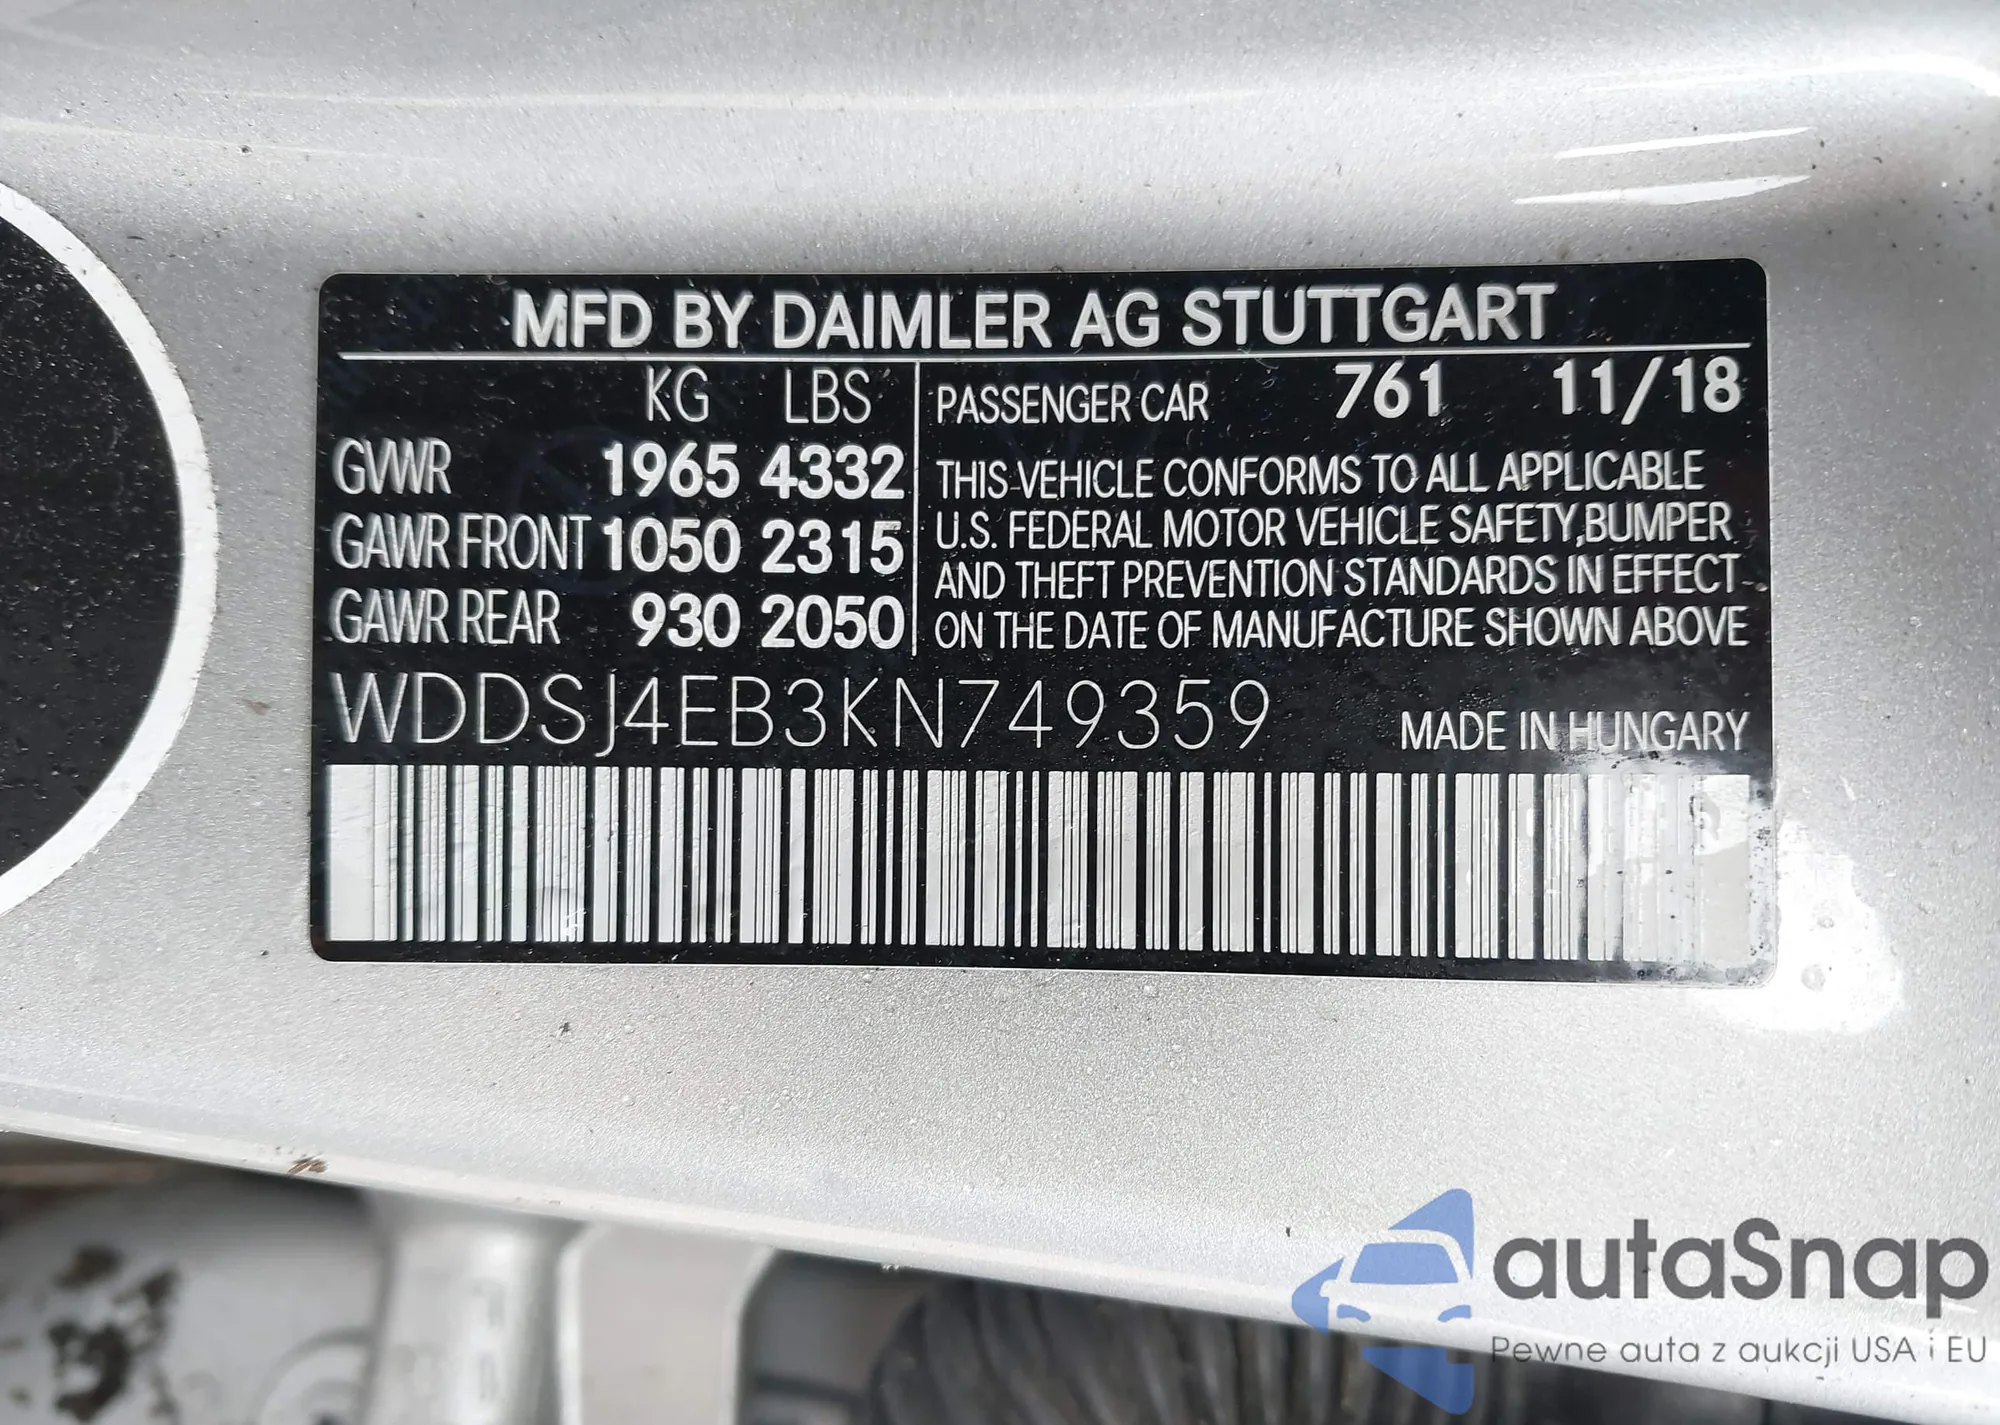 MFD BY DAIMLER AG STUTTGART
KG LBS
GVWR 1965 4332
GAWR FRONT 1050 2315
GAWR REAR 930 2050
PASSENGER CAR 761 11/18
THIS VEHICLE CONFORMS TO ALL APPLICABLE
U.S. FEDERAL MOTOR VEHICLE SAFETY, BUMPER
AND THEFT PREVENTION STANDARDS IN EFFECT
ON THE DATE OF MANUFACTURE SHOWN ABOVE
WDDSJ4EB3KN749359 MADE IN HUNGARY
autaSnap
Pewne auta z aukcji USA i EU